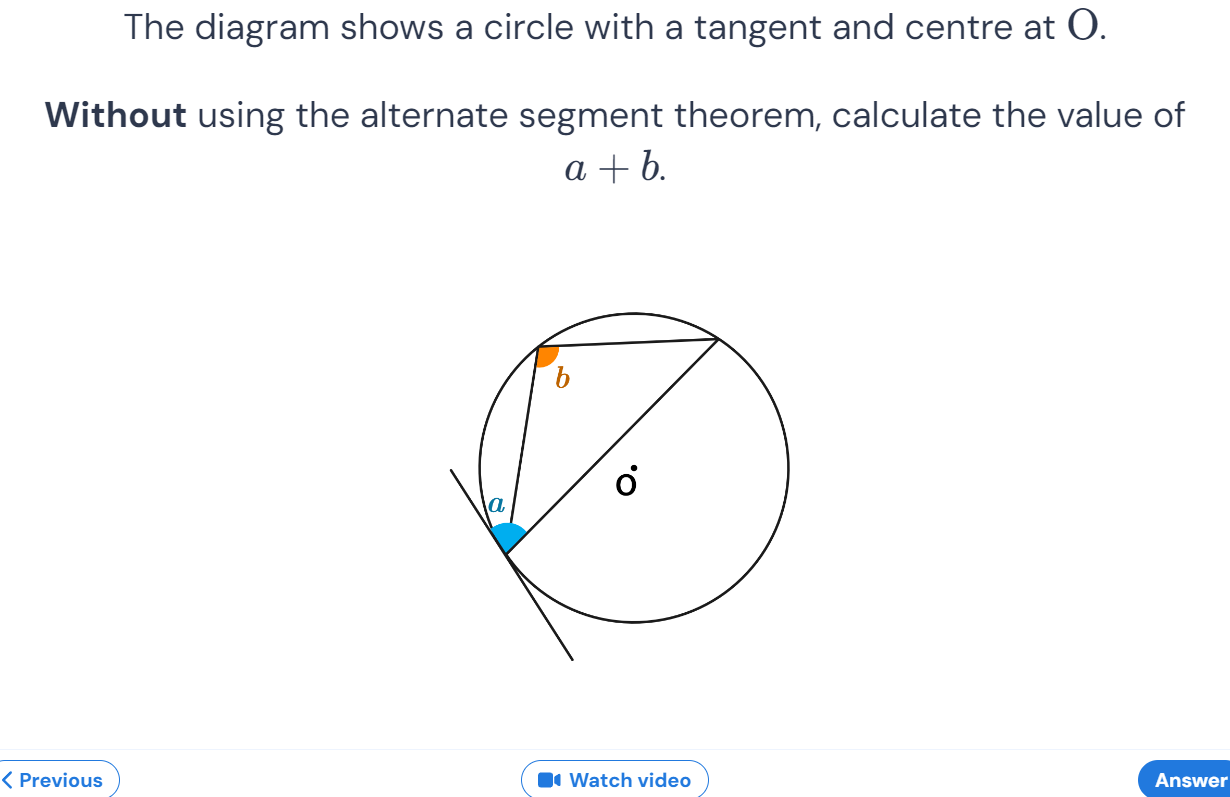 The diagram shows a circle with a tangent and centre at O.
Without using the alternate segment theorem, calculate the value of
a + b.
b
a
O
Previous
Watch video
Answer